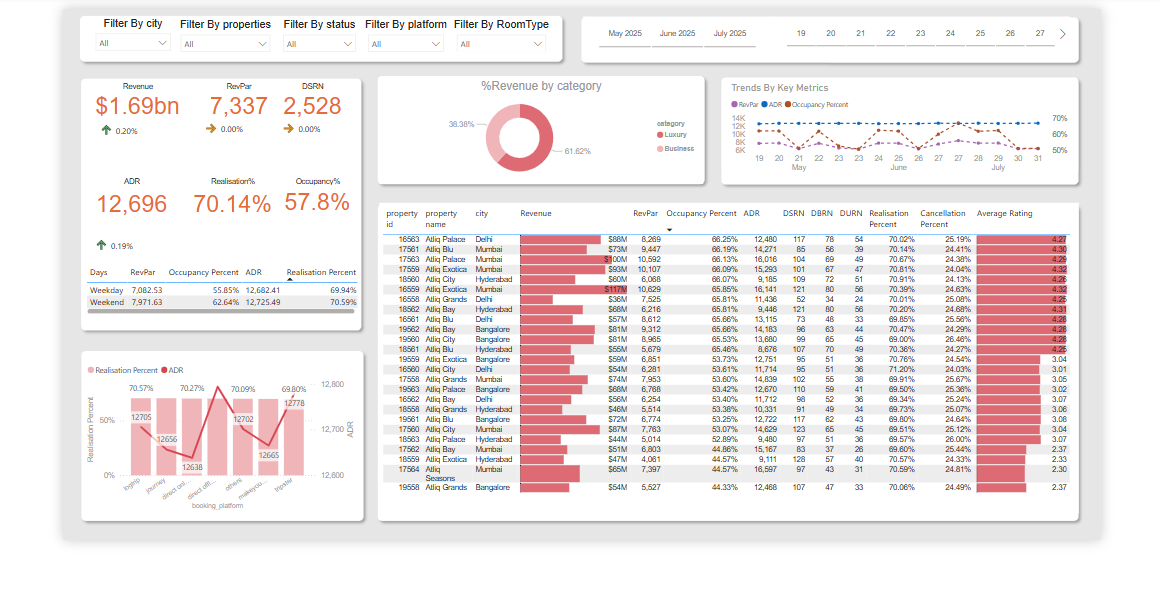 Filter By city Filter By properties Filter By status Filter By platform Filter By RoomType
All All All All All
May 2025 June 2025 July 2025
19 20 21 22 23 24 25 26 27
Revenue RevPar DSRN
$1.69bn 7,337 2,528
0.20% 0.00% 0.00%
ADR Realisation% Occupancy%
12,696 70.14% 57.8%
0.19%
Days RevPar Occupancy Percent ADR Realisation Percent
Weekday 7,082.53 55.85% 12,682.41 69.94%
Weekend 7,971.63 62.64% 12,725.49 70.59%
%Revenue by category
38.38%
61.62%
category
Luxury
Business
Trends By Key Metrics
RevPar ADR Occupancy Percent
14K 70%
12K
10K 60%
8K
6K 50%
19 20 21 22 23 24 25 26 27 28 29 30 31
May June July
Realisation Percent ADR
70.57% 70.27% 70.09% 69.80%
12,800
12705 12656 12638 12702 12665 12778
50% 12,700
0% 12,600
Realisation Percent
ADR
logtrip journey direct onl... direct offl... others makeyou... tripster
booking_platform
property id property name city Revenue RevPar Occupancy Percent ADR DSRN DBRN DURN Realisation Percent Cancellation Percent Average Rating
16563 Atliq Palace Delhi $88M 8,269 66.25% 12,480 117 78 54 70.02% 25.19% 4.27
17561 Atliq Blu Mumbai $73M 9,447 66.19% 14,271 85 56 39 70.14% 24.41% 4.30
17563 Atliq Palace Mumbai $100M 10,592 66.13% 16,016 104 69 49 70.67% 24.38% 4.29
17559 Atliq Exotica Mumbai $93M 10,107 66.09% 15,293 101 67 47 70.81% 24.04% 4.32
18560 Atliq City Hyderabad $60M 6,068 66.07% 9,185 109 72 51 70.91% 24.13% 4.26
16559 Atliq Exotica Mumbai $117M 10,629 65.85% 16,141 121 80 56 70.39% 24.63% 4.32
16558 Atliq Grands Delhi $36M 7,525 65.81% 11,436 52 34 24 70.01% 25.08% 4.25
18562 Atliq Bay Hyderabad $68M 6,216 65.81% 9,446 121 80 56 70.20% 24.68% 4.31
16561 Atliq Blu Delhi $57M 8,612 65.66% 13,115 73 48 33 69.85% 25.56% 4.28
19562 Atliq Bay Bangalore $81M 9,312 65.66% 14,183 96 63 44 70.47% 24.29% 4.28
19560 Atliq City Bangalore $81M 8,965 65.53% 13,680 99 65 45 69.00% 26.46% 4.28
18561 Atliq Blu Hyderabad $55M 5,679 65.46% 8,676 107 70 49 70.36% 24.27% 4.25
19559 Atliq Exotica Bangalore $59M 6,851 53.73% 12,751 95 51 36 70.76% 24.54% 3.04
16560 Atliq City Delhi $54M 6,281 53.61% 11,714 95 51 36 71.20% 24.03% 3.01
17558 Atliq Grands Mumbai $74M 7,953 53.60% 14,839 102 55 38 69.91% 25.67% 3.05
19563 Atliq Palace Bangalore $66M 6,788 53.42% 12,670 110 59 41 69.50% 25.36% 3.02
16562 Atliq Bay Delhi $56M 6,254 53.40% 11,712 98 52 36 69.34% 25.24% 3.07
18558 Atliq Grands Hyderabad $46M 5,514 53.38% 10,331 91 49 34 69.73% 25.07% 3.06
19561 Atliq Blu Bangalore $72M 6,774 53.25% 12,722 117 62 43 69.80% 24.64% 3.08
17560 Atliq City Mumbai $87M 7,763 53.07% 14,629 123 65 45 69.51% 25.12% 3.04
18563 Atliq Palace Hyderabad $44M 5,014 52.89% 9,480 97 51 36 69.57% 26.00% 3.07
17562 Atliq Bay Mumbai $51M 6,803 44.86% 15,167 83 37 26 69.60% 25.44% 2.37
18559 Atliq Exotica Hyderabad $47M 4,061 44.57% 9,111 128 57 40 70.57% 24.33% 2.33
17564 Atliq Seasons Mumbai $65M 7,397 44.57% 16,597 97 43 31 70.59% 24.81% 2.30
19558 Atliq Grands Bangalore $54M 5,527 44.33% 12,468 107 47 33 70.06% 24.49% 2.37